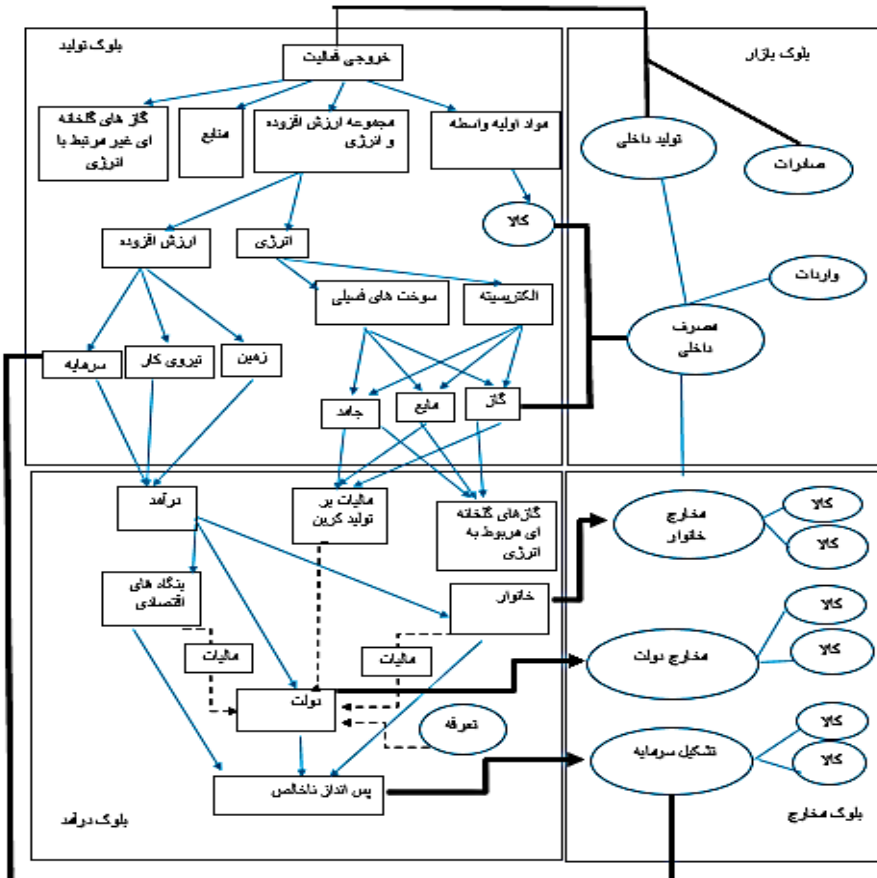 بلوک تولید
بلوک بازار
خروجی فعالیت
گاز های گلخانه
ای غیر مرتبط با
انرژی
منابع
مجموعه ارزش افزوده
و انرژی
مواد اولیه واسطه
تولید داخلی
صادرات
کالا
ارزش افزوده
انرژی
واردات
سوخت های فسیلی
الکتریسیته
مصرف
داخلی
سرمایه
نیروی کار
زمین
جامد
مایع
گاز
درآمد
مالیات بر
تولید کربن
گازهای گلخانه
ای مربوط به
انرژی
مخارج
خانوار
کالا
کالا
بنگاه های
اقتصادی
خانوار
کالا
کالا
مالیات
مالیات
مخارج دولت
دولت
تعرفه
کالا
کالا
تشکیل سرمایه
پس انداز ناخالص
بلوک درآمد
بلوک مخارج